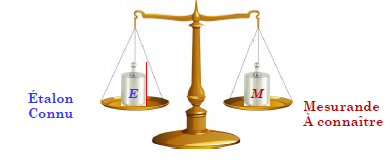 Étalon
Connu
E
M
Mesurande
À connaître